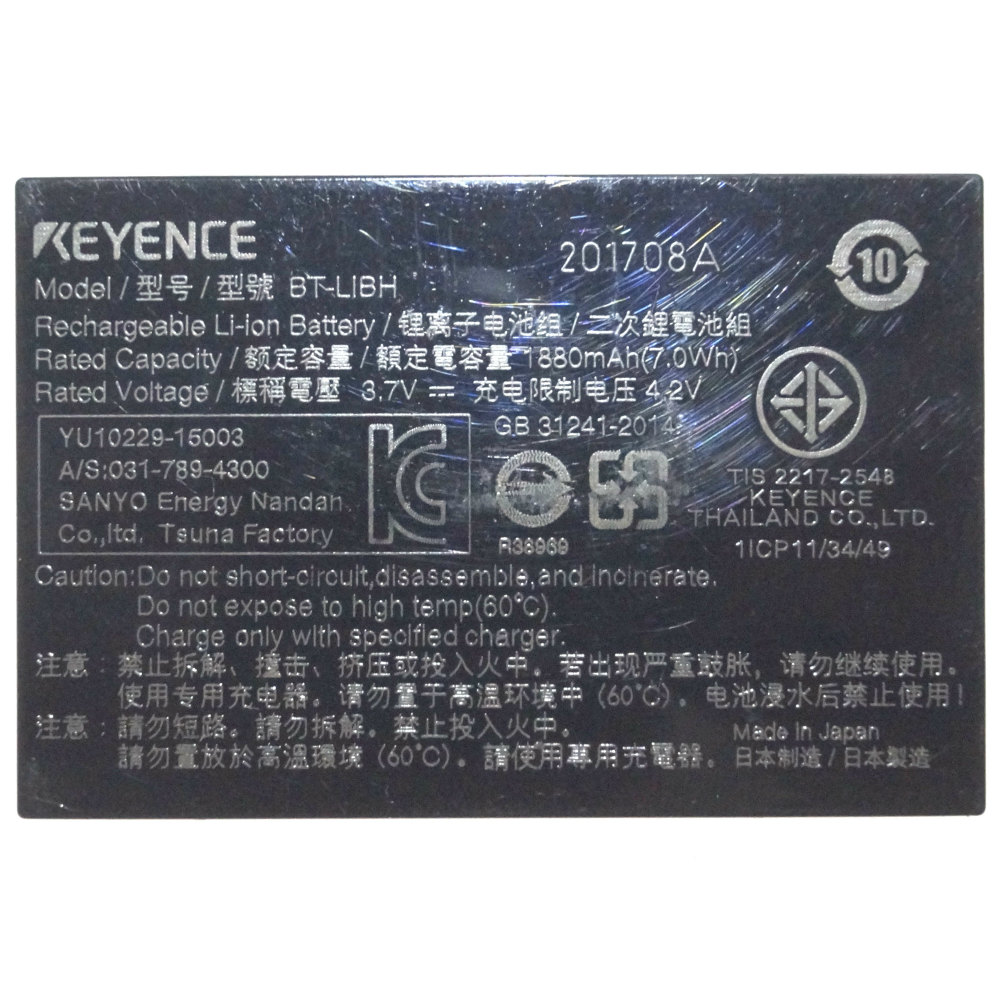 KEYENCE
201708A
10
Model / 型号 / 型號 BT-LIBH
Rechargeable Li-ion Battery / 锂离子电池组 / 二次鋰電池組
Rated Capacity / 额定容量 / 額定電容量 1880mAh(7.0Wh)
Rated Voltage / 標稱電壓 3.7V ⎓ 充电限制电压 4.2V
GB 31241-2014
YU10229-15003
A/S:031-789-4300
SANYO Energy Nandan
Co.,ltd. Tsuna Factory
R38989
TIS 2217-2548
KEYENCE
THAILAND CO.,LTD.
1ICP11/34/49
Caution:Do not short-circuit,disassemble,and incinerate.
Do not expose to high temp(60℃).
Charge only with specified charger.
注意：禁止拆解、撞击、挤压或投入火中。若出现严重鼓胀，请勿继续使用。
使用专用充电器。请勿置于高温环境中 (60℃)。电池浸水后禁止使用！
注意：請勿短路。請勿拆解。禁止投入火中。
請勿置放於高溫環境 (60℃)。請使用專用充電器。
Made in Japan
日本制造 / 日本製造